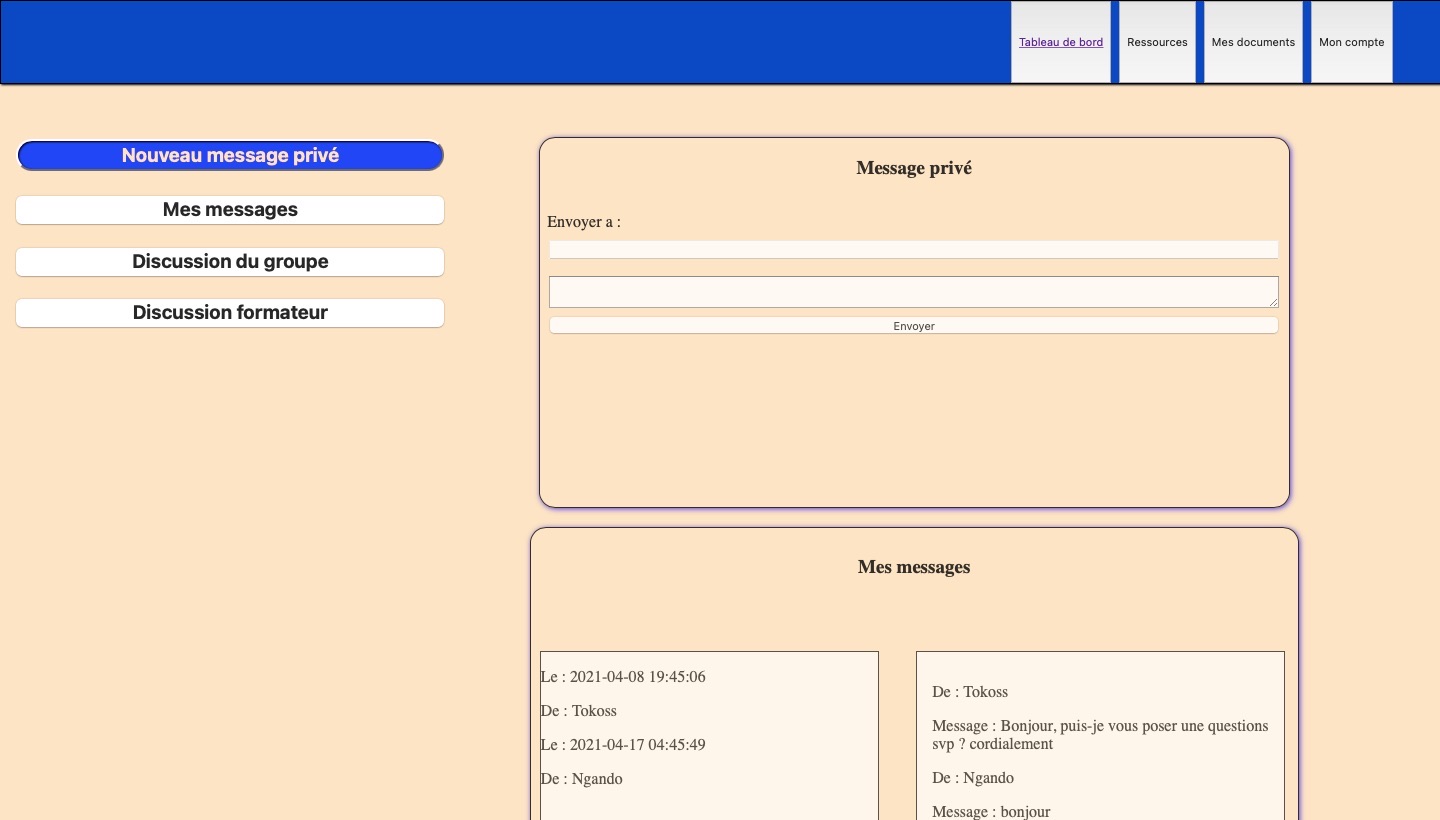 Tableau de bord
Ressources
Mes documents
Mon compte
Nouveau message privé
Mes messages
Discussion du groupe
Discussion formateur
Message privé
Envoyer a :
Envoyer
Mes messages
Le : 2021-04-08 19:45:06
De : Tokoss
Le : 2021-04-17 04:45:49
De : Ngando
De : Tokoss
Message : Bonjour, puis-je vous poser une questions
svp ? cordialement
De : Ngando
Message : bonjour